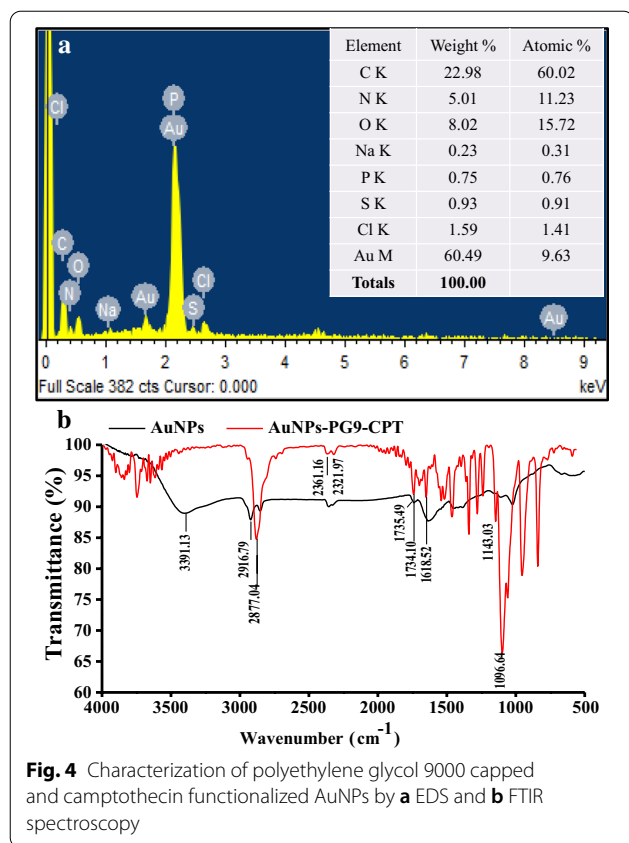 a
Cl
P
Au
C
O
N
Na
Au
S
Cl
Au
Element Weight % Atomic %
C K 22.98 60.02
N K 5.01 11.23
O K 8.02 15.72
Na K 0.23 0.31
P K 0.75 0.76
S K 0.93 0.91
Cl K 1.59 1.41
Au M 60.49 9.63
Totals 100.00
0 1 2 3 4 5 6 7 8 9
Full Scale 382 cts Cursor: 0.000 keV
b
AuNPs AuNPs-PG9-CPT
Transmittance (%)
100
95
90
85
80
75
70
65
60
3391.13
2916.79
2877.04
2361.16
2321.97
1735.49
1734.10
1618.52
1143.03
1096.64
4000 3500 3000 2500 2000 1500 1000 500
Wavenumber (cm-1)
Fig. 4 Characterization of polyethylene glycol 9000 capped
and camptothecin functionalized AuNPs by a EDS and b FTIR
spectroscopy